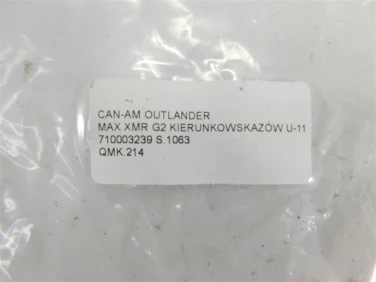 CAN-AM OUTLANDER
MAX XMR G2 KIERUNKOWSKAZÓW U-11
710003239 S.1063
QMK.214